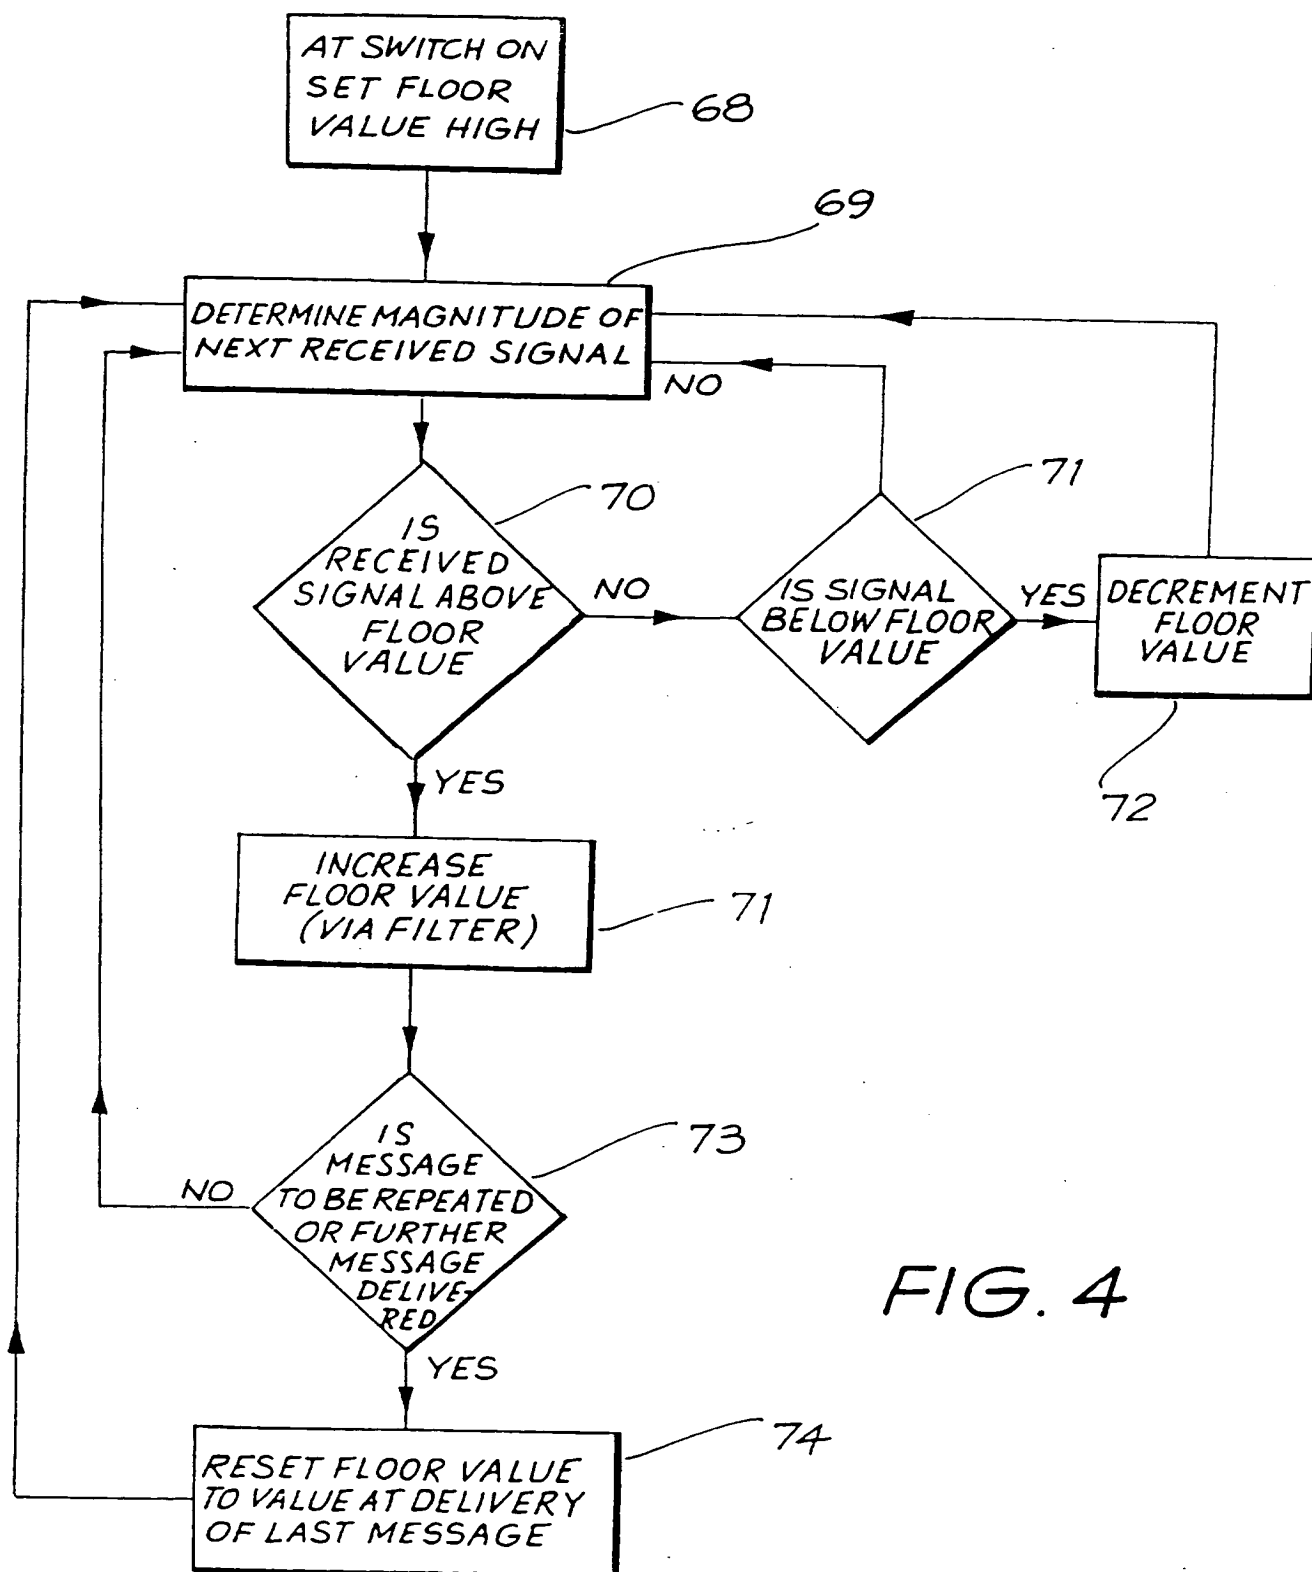 AT SWITCH ON
SET FLOOR
VALUE HIGH
68
69
DETERMINE MAGNITUDE OF
NEXT RECEIVED SIGNAL
NO
70
71
IS
RECEIVED
SIGNAL ABOVE
FLOOR
VALUE
NO
IS SIGNAL
BELOW FLOOR
VALUE
YES
DECREMENT
FLOOR
VALUE
72
YES
INCREASE
FLOOR VALUE
(VIA FILTER)
71
73
IS
MESSAGE
TO BE REPEATED
OR FURTHER
MESSAGE
DELIVE-
RED
NO
FIG. 4
YES
74
RESET FLOOR VALUE
TO VALUE AT DELIVERY
OF LAST MESSAGE